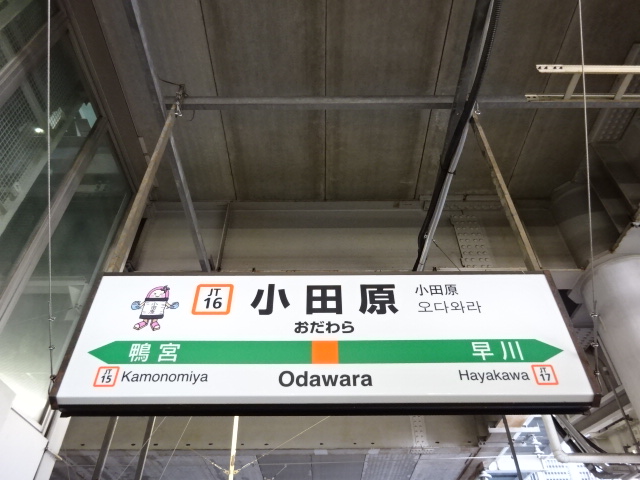 JT
16
小田原
小田原
오다와라
おだわら
鴨宮
早川
JT
15
Kamonomiya
Odawara
Hayakawa
JT
17